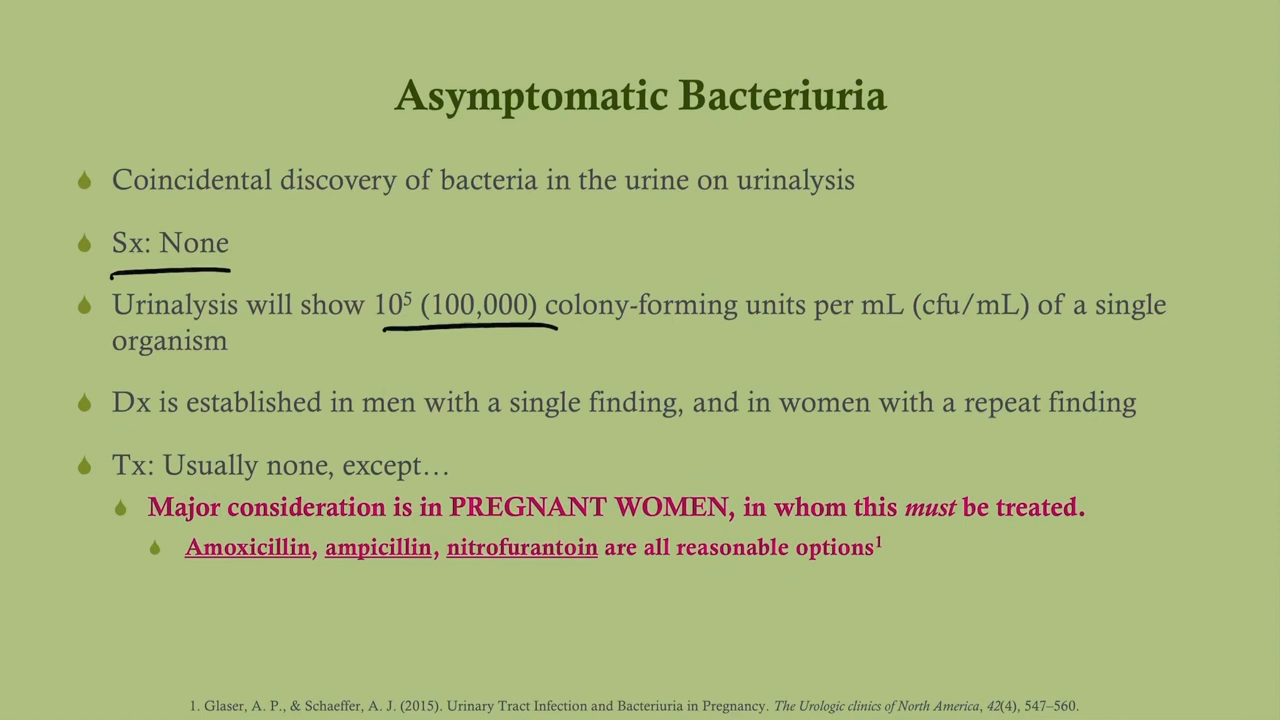 Asymptomatic Bacteriuria
Coincidental discovery of bacteria in the urine on urinalysis
Sx: None
Urinalysis will show 10⁵ (100,000) colony-forming units per mL (cfu/mL) of a single
organism
Dx is established in men with a single finding, and in women with a repeat finding
Tx: Usually none, except…
Major consideration is in PREGNANT WOMEN, in whom this must be treated.
Amoxicillin, ampicillin, nitrofurantoin are all reasonable options¹
1. Glaser, A. P., & Schaeffer, A. J. (2015). Urinary Tract Infection and Bacteriuria in Pregnancy. The Urologic clinics of North America, 42(4), 547–560.